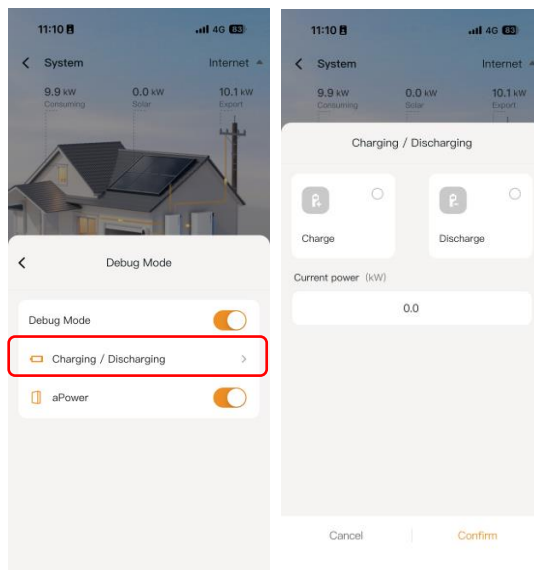 11:10
4G 83
System
Internet
9.9 kW
0.0 kW
10.1 kW
Consuming
Solar
Export
Debug Mode
Debug Mode
Charging / Discharging
aPower
11:10
4G 83
System
Internet
9.9 kW
0.0 kW
10.1 kW
Consuming
Solar
Export
Charging / Discharging
Charge
Discharge
Current power (kW)
0.0
Cancel
Confirm